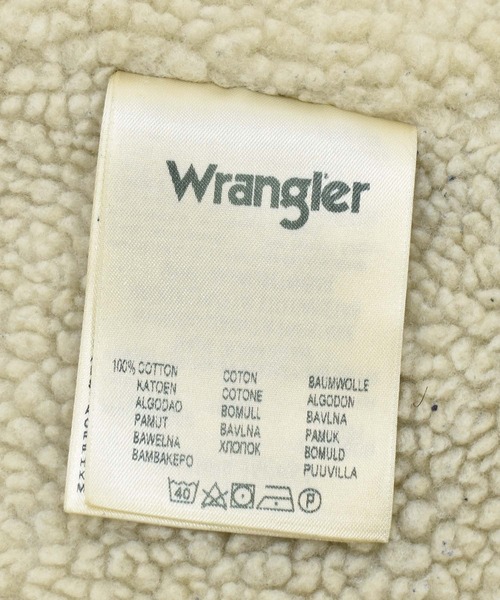 Wrangler
100% COTTON COTON BAUMWOLLE
KATOEN COTONE ALGODON
ALGODAO BOMULL BAVLNA
PAMUT BAVLNA PAMUK
BAWELNA ХЛОПОК BOMULD
BAMBAKEPO PUUVILLA
40 P